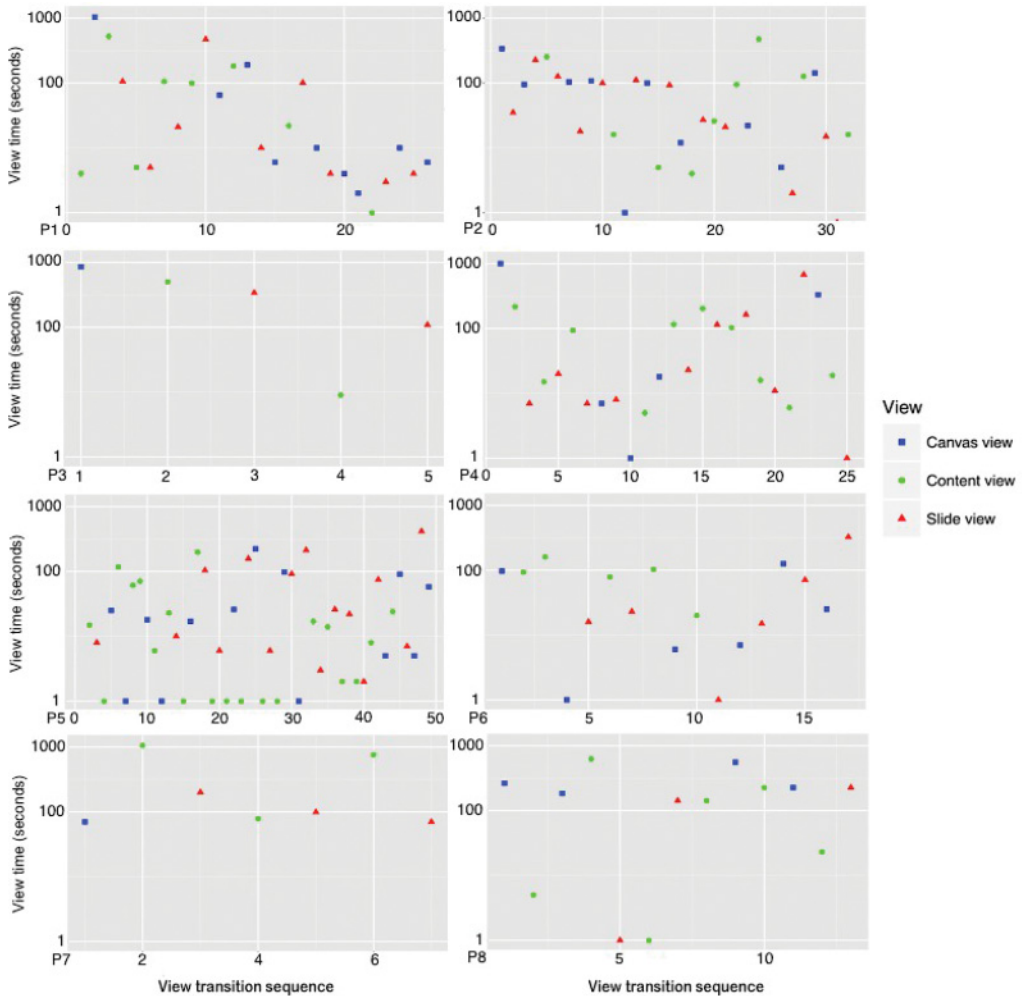 View time (seconds)
1000
100
1
P1 0 10 20
1000
100
1
P2 0 10 20 30
View time (seconds)
1000
100
1
P3 1 2 3 4 5
1000
100
1
P4 0 5 10 15 20 25
View
Canvas view
Content view
Slide view
View time (seconds)
1000
100
1
P5 0 10 20 30 40 50
1000
100
1
P6 5 10 15
View time (seconds)
1000
100
1
P7 2 4 6
1000
100
1
P8 5 10
View transition sequence
View transition sequence